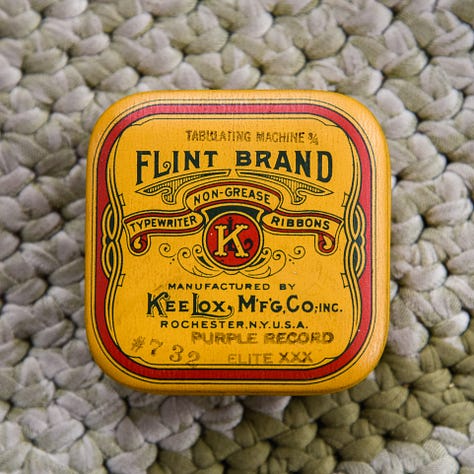 TABULATING MACHINE ¾
FLINT BRAND
NON-GREASE
TYPEWRITER RIBBONS
K
MANUFACTURED BY
KEELOX, M'F'G, CO., INC.
ROCHESTER, N.Y. U.S.A.
PURPLE RECORD
#732 ELITE XXX